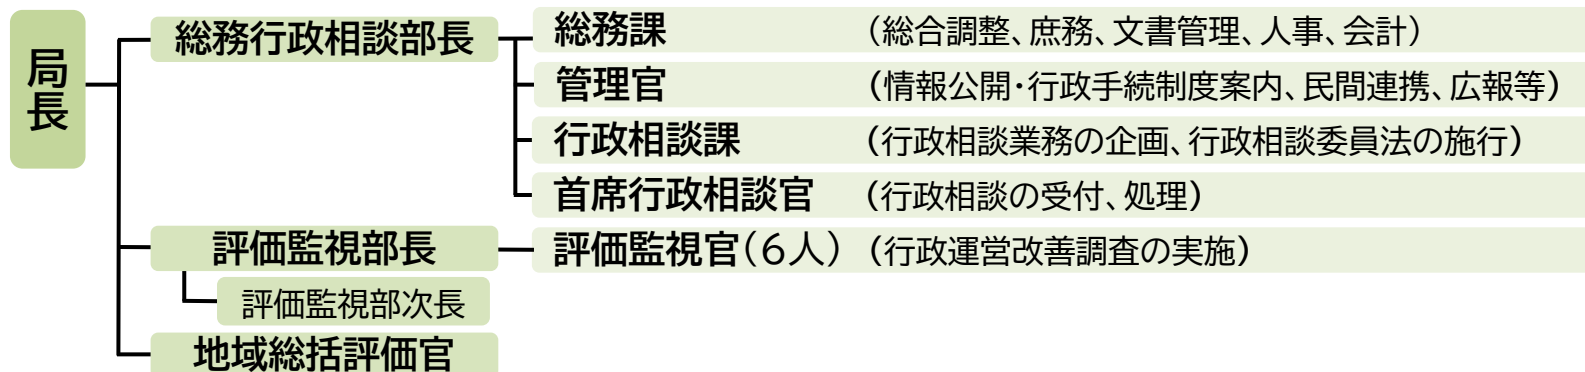 局長
総務行政相談部長
総務課 (総合調整、庶務、文書管理、人事、会計)
管理官 (情報公開・行政手続制度案内、民間連携、広報等)
行政相談課 (行政相談業務の企画、行政相談委員法の施行)
首席行政相談官 (行政相談の受付、処理)
評価監視部長
評価監視官(6人) (行政運営改善調査の実施)
評価監視部次長
地域総括評価官